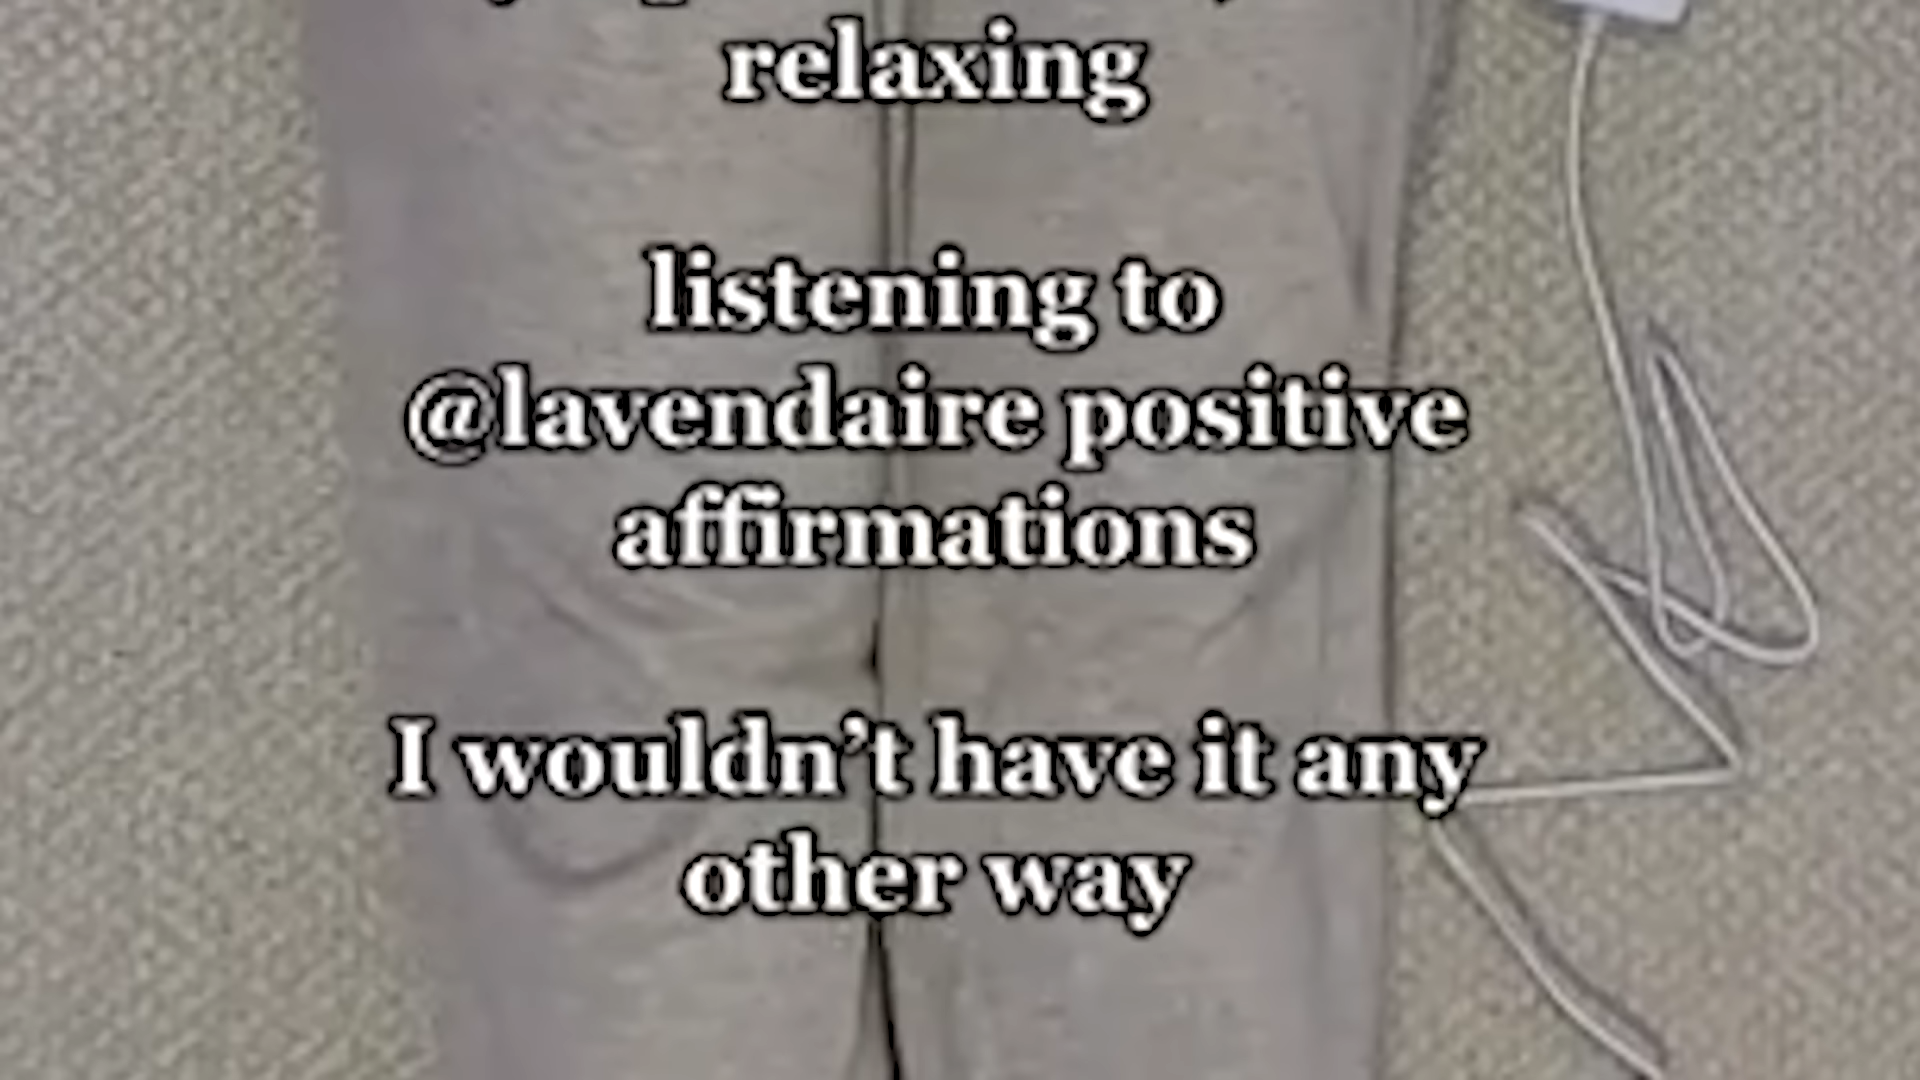 relaxing
listening to
@lavendaire positive
affirmations
I wouldn’t have it any
other way